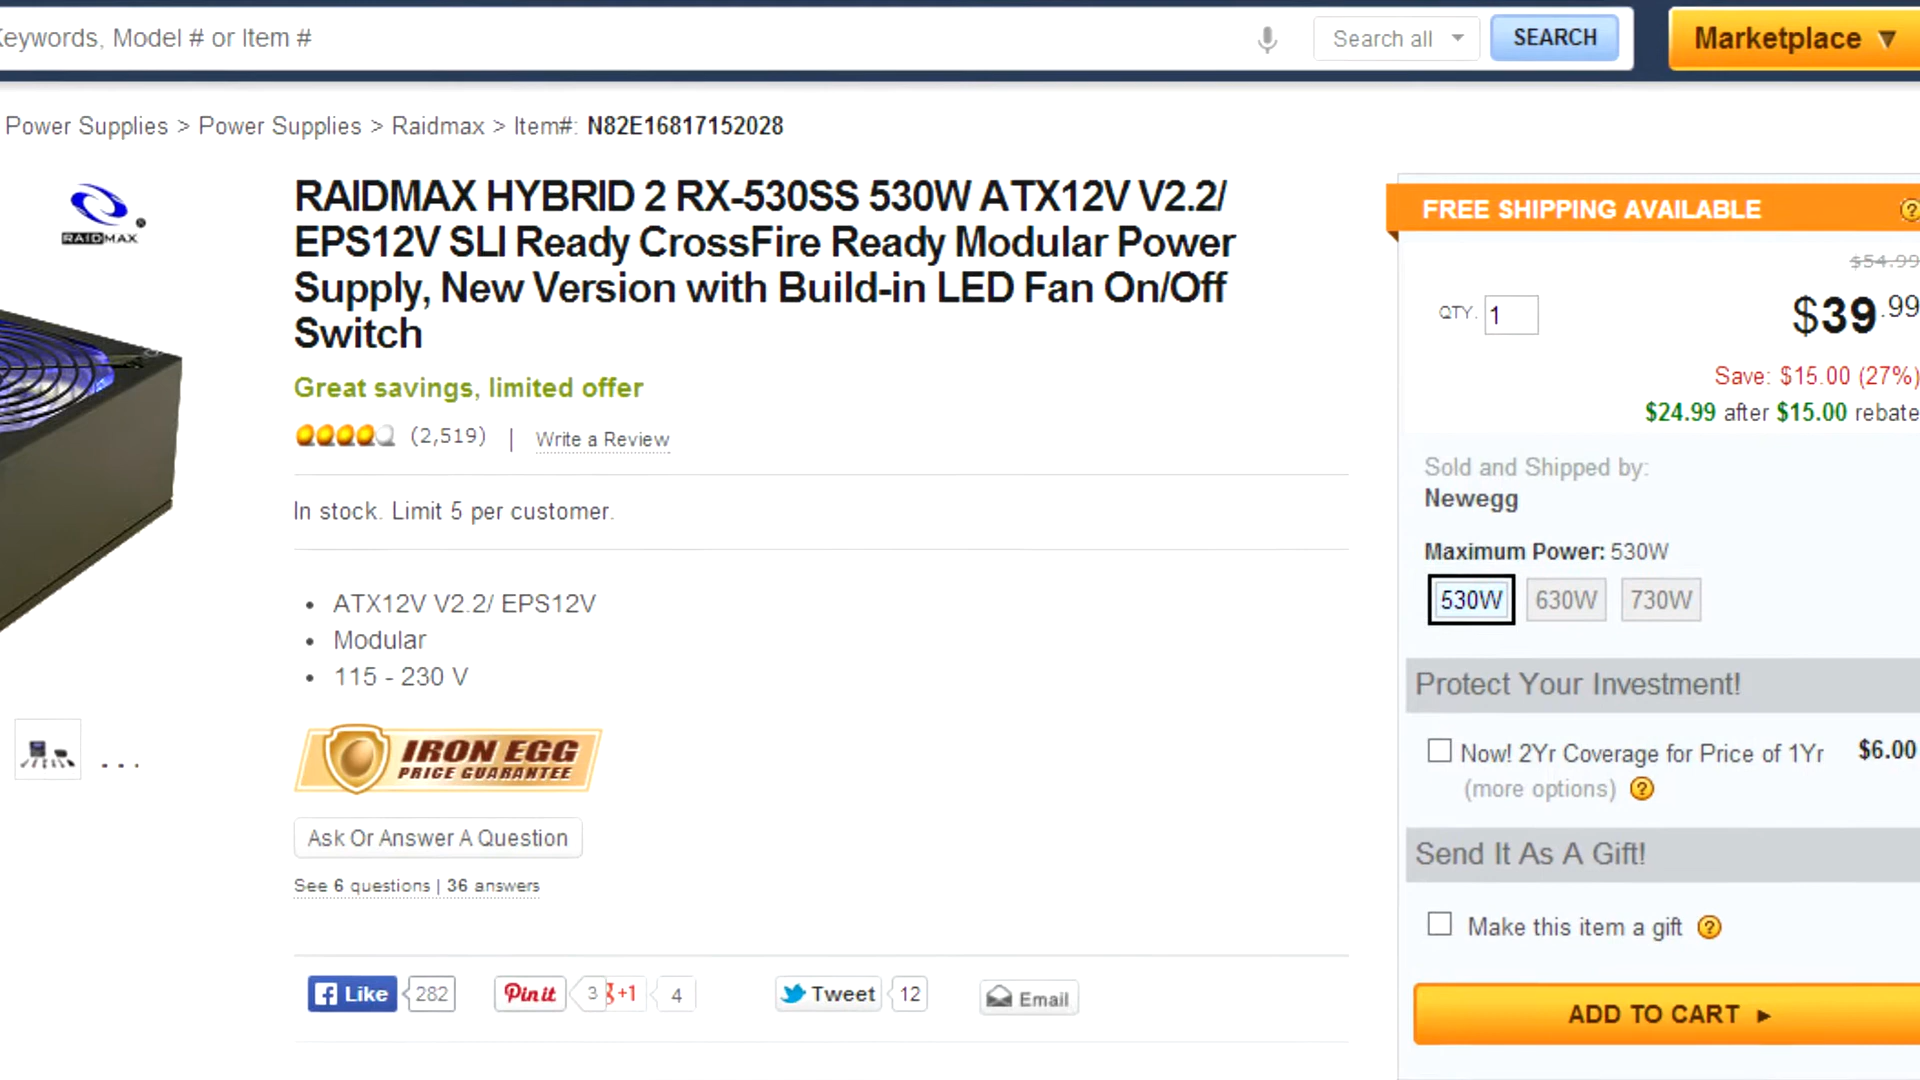 Keywords, Model # or Item #
Search all
SEARCH
Marketplace
Power Supplies > Power Supplies > Raidmax > Item#: N82E16817152028
RAIDMAX
RAIDMAX HYBRID 2 RX-530SS 530W ATX12V V2.2/
EPS12V SLI Ready CrossFire Ready Modular Power
Supply, New Version with Build-in LED Fan On/Off
Switch
Great savings, limited offer
(2,519) | Write a Review
In stock. Limit 5 per customer.
• ATX12V V2.2/ EPS12V
• Modular
• 115 - 230 V
IRON EGG
PRICE GUARANTEE
Ask Or Answer A Question
See 6 questions | 36 answers
Like 282
Pin it 3
+1 4
Tweet 12
Email
FREE SHIPPING AVAILABLE ?
$54.99
QTY. 1
$39.99
Save: $15.00 (27%)
$24.99 after $15.00 rebate
Sold and Shipped by:
Newegg
Maximum Power: 530W
530W 630W 730W
Protect Your Investment!
Now! 2Yr Coverage for Price of 1Yr $6.00
(more options) ?
Send It As A Gift!
Make this item a gift ?
ADD TO CART ►